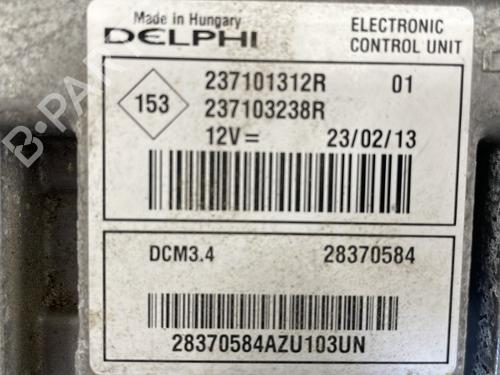 Made in Hungary
DELPHI
ELECTRONIC
CONTROL UNIT
153
237101312R 01
237103238R
12V= 23/02/13
DCM3.4 28370584
28370584AZU103UN
B-PA